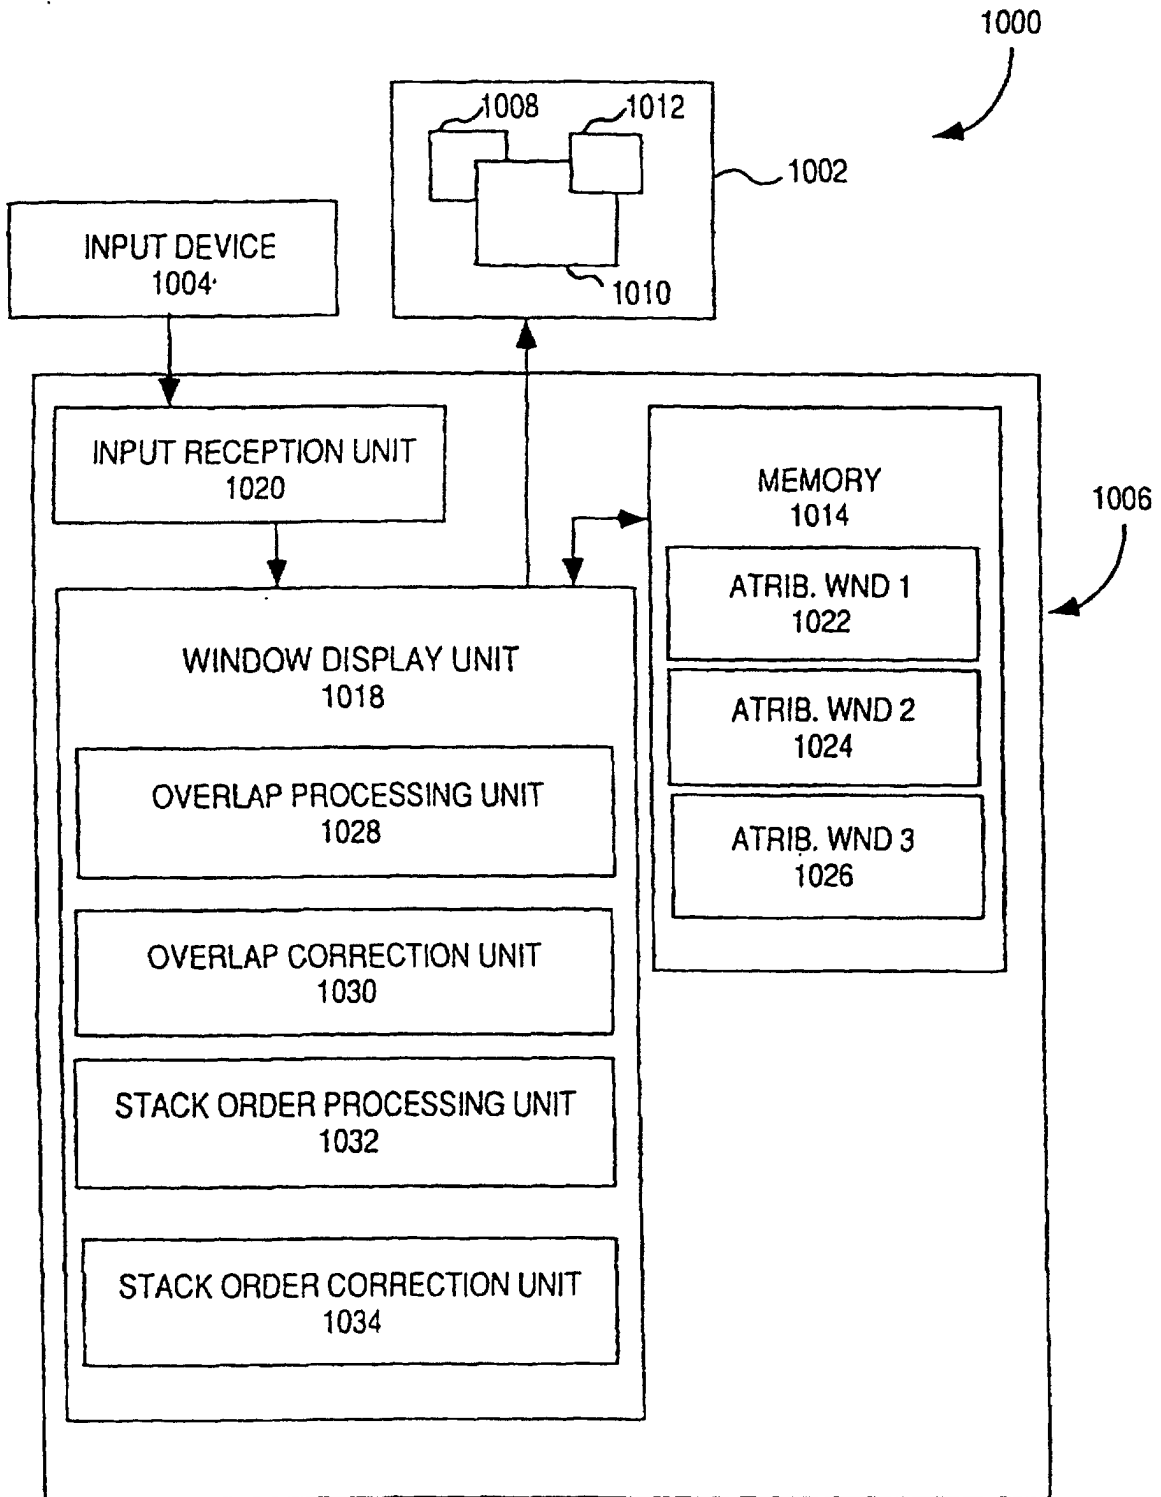 1000
1008
1012
1002
INPUT DEVICE
1004
1010
INPUT RECEPTION UNIT
1020
MEMORY
1014
1006
ATRIB. WND 1
1022
WINDOW DISPLAY UNIT
1018
ATRIB. WND 2
1024
OVERLAP PROCESSING UNIT
1028
ATRIB. WND 3
1026
OVERLAP CORRECTION UNIT
1030
STACK ORDER PROCESSING UNIT
1032
STACK ORDER CORRECTION UNIT
1034